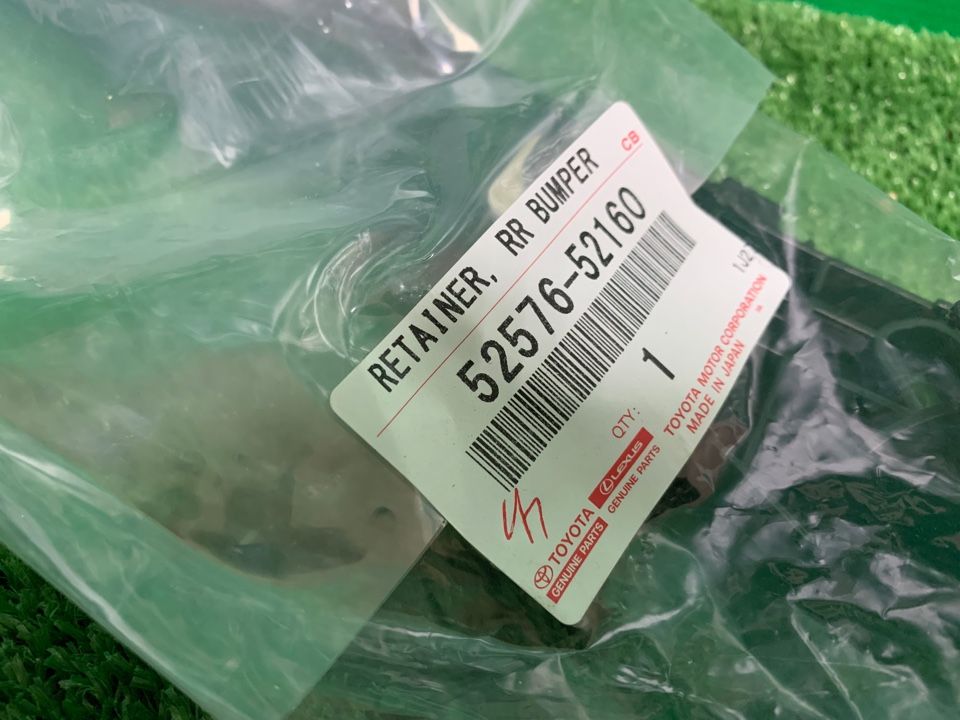 RETAINER, RR BUMPER
CB
52576-52160
1J2
QTY: 1
TOYOTA
GENUINE PARTS
LEXUS
GENUINE PARTS
TOYOTA MOTOR CORPORATION
MADE IN JAPAN